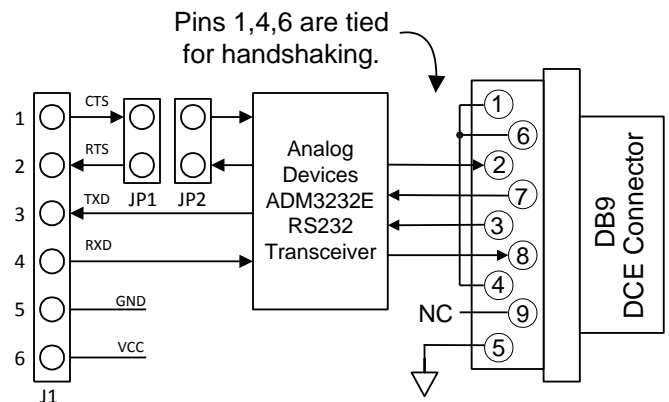 Pins 1,4,6 are tied
for handshaking.
1
CTS
2
RTS
3
TXD
4
RXD
5
GND
6
VCC
J1
JP1
JP2
Analog
Devices
ADM3232E
RS232
Transceiver
1
6
2
7
3
8
4
NC
9
5
DB9
DCE Connector